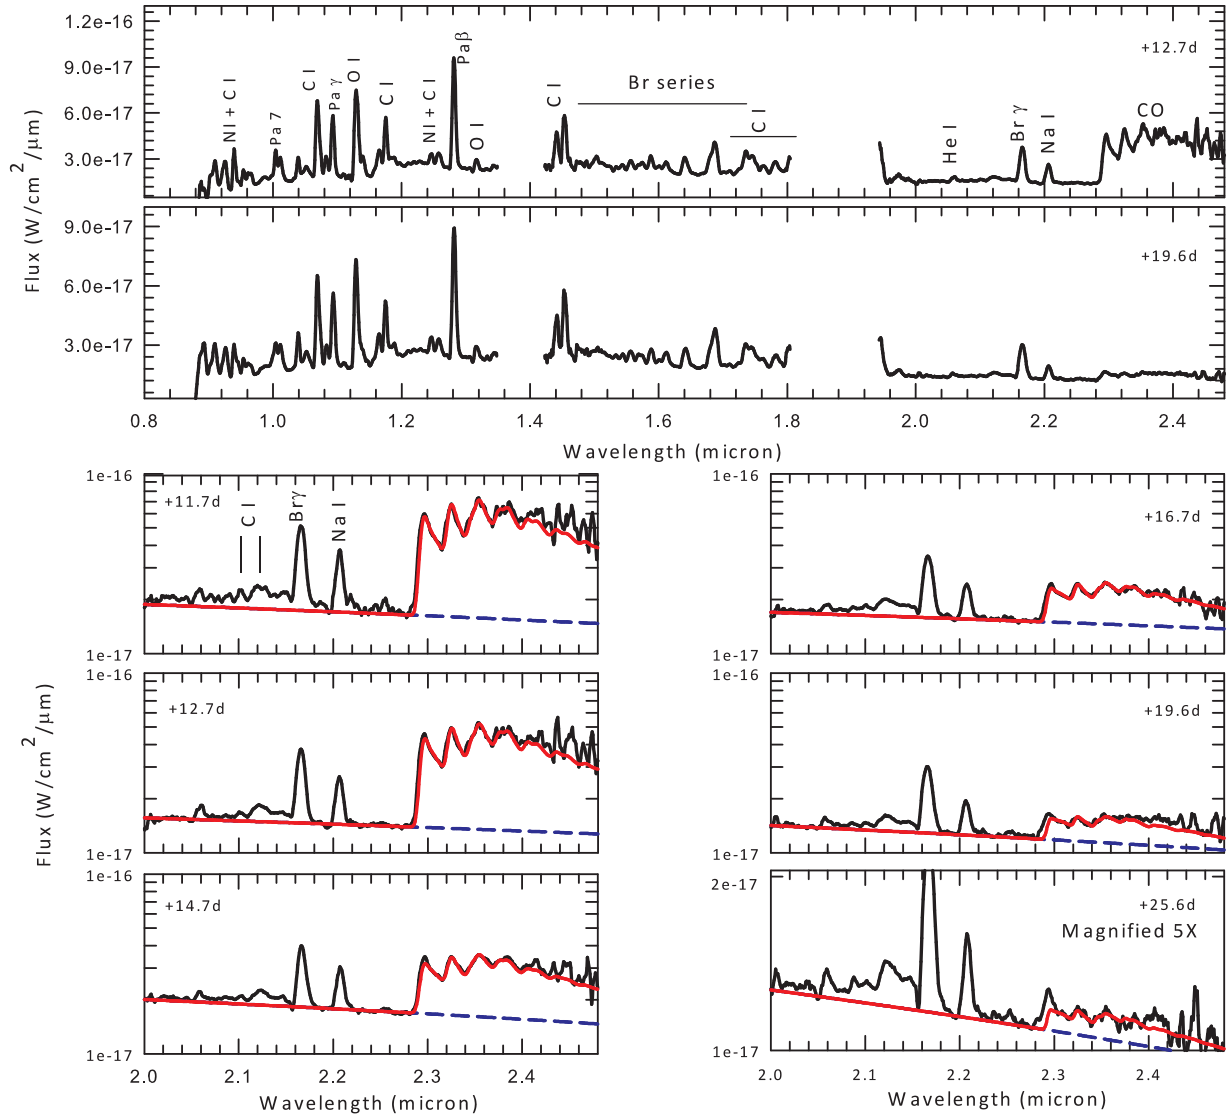 1.2e-16
9.0e-17
6.0e-17
3.0e-17
NI + C I
Pa 7
C I
Pa γ
O I
C I
NI + C I
Paβ
O I
C I
Br series
C I
He I
Br γ
Na I
CO
+12.7d
9.0e-17
6.0e-17
3.0e-17
+19.6d
Flux (W/cm 2 /μm)
0.8 1.0 1.2 1.4 1.6 1.8 2.0 2.2 2.4
Wavelength (micron)
1e-16
+11.7d
C I
Brγ
Na I
1e-17
1e-16
+16.7d
1e-17
1e-16
+12.7d
1e-17
1e-16
+19.6d
1e-17
1e-16
+14.7d
1e-17
2e-17
+25.6d
Magnified 5X
1e-17
Flux (W/cm 2 /μm)
2.0 2.1 2.2 2.3 2.4
Wavelength (micron)
2.0 2.1 2.2 2.3 2.4
Wavelength (micron)